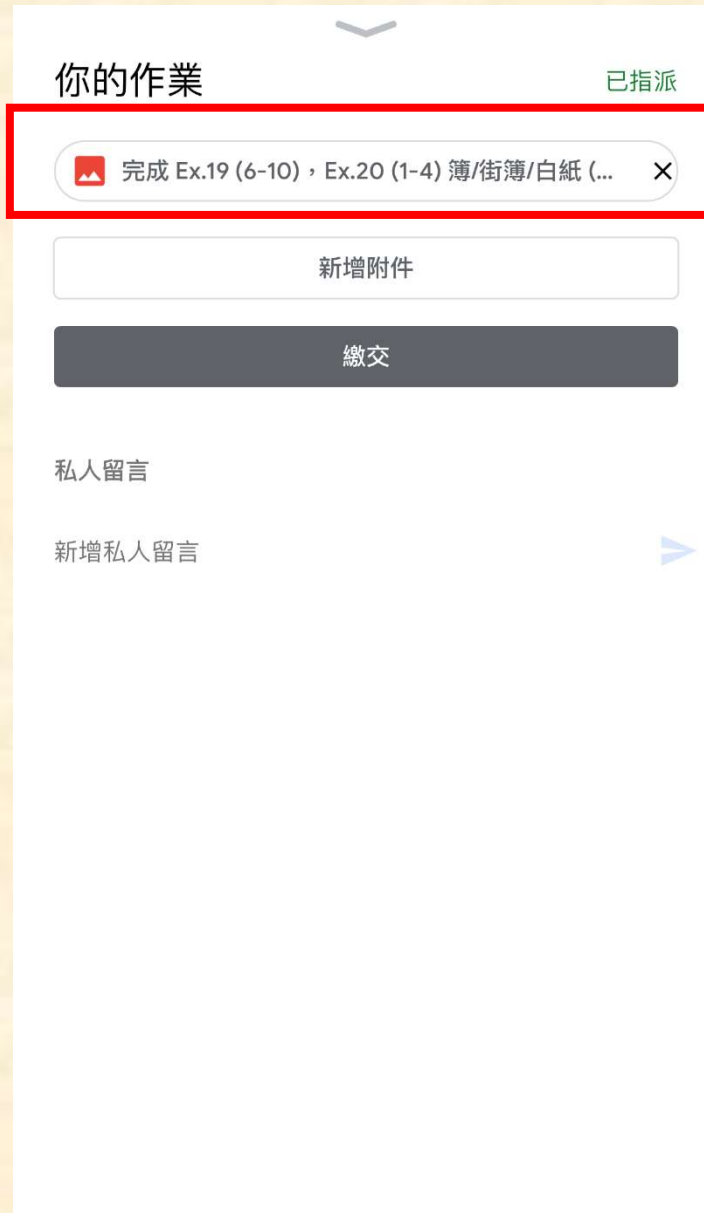 你的作業
已指派
完成 Ex.19 (6-10)，Ex.20 (1-4) 簿/街簿/白紙 (...
新增附件
繳交
私人留言
新增私人留言